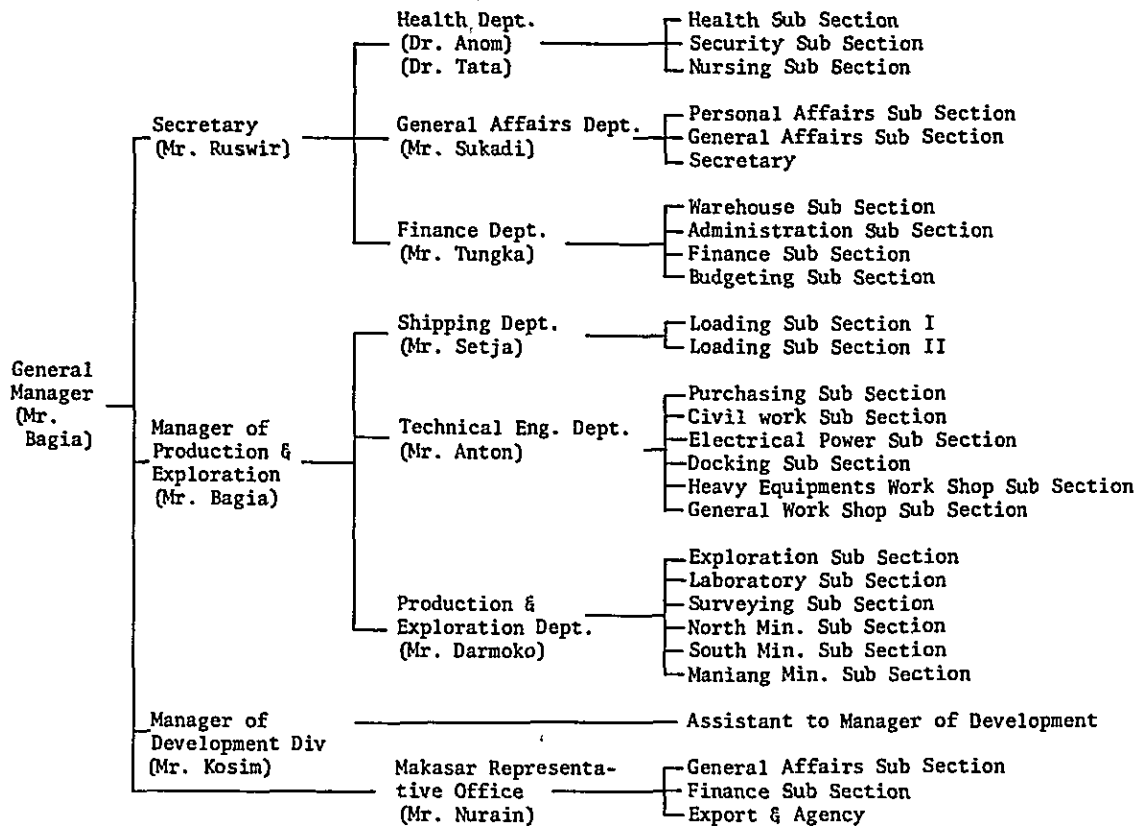 General
Manager
(Mr.
Bagia)
Secretary
(Mr. Ruswir)
Health Dept.
(Dr. Anom)
(Dr. Tata)
Health Sub Section
Security Sub Section
Nursing Sub Section
General Affairs Dept.
(Mr. Sukadi)
Personal Affairs Sub Section
General Affairs Sub Section
Secretary
Finance Dept.
(Mr. Tungka)
Warehouse Sub Section
Administration Sub Section
Finance Sub Section
Budgeting Sub Section
Manager of
Production &
Exploration
(Mr. Bagia)
Shipping Dept.
(Mr. Setja)
Loading Sub Section I
Loading Sub Section II
Technical Eng. Dept.
(Mr. Anton)
Purchasing Sub Section
Civil work Sub Section
Electrical Power Sub Section
Docking Sub Section
Heavy Equipments Work Shop Sub Section
General Work Shop Sub Section
Production &
Exploration Dept.
(Mr. Darmoko)
Exploration Sub Section
Laboratory Sub Section
Surveying Sub Section
North Min. Sub Section
South Min. Sub Section
Maniang Min. Sub Section
Manager of
Development Div
(Mr. Kosim)
Assistant to Manager of Development
Makasar Representa-
tive Office
(Mr. Nurain)
General Affairs Sub Section
Finance Sub Section
Export & Agency